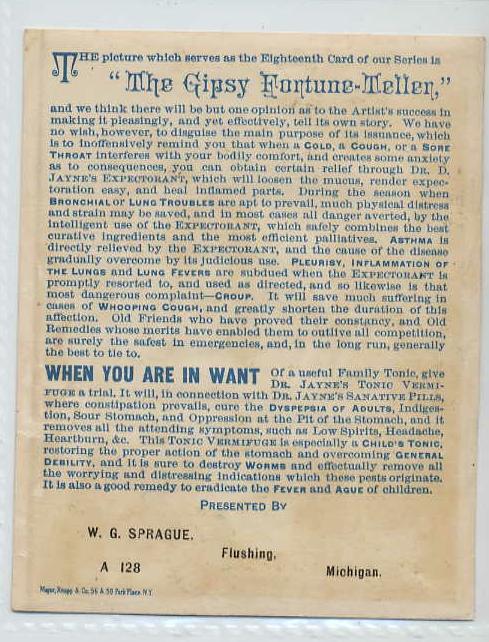 THE picture which serves as the Eighteenth Card of our Series is
"The Gipsy Fortune-Teller,"
and we think there will be but one opinion as to the Artist's success in
making it pleasingly, and yet effectively, tell its own story. We have
no wish, however, to disguise the main purpose of its issuance, which
is to inoffensively remind you that when a COLD, a COUGH, or a SORE
THROAT interferes with your bodily comfort, and creates some anxiety
as to consequences, you can obtain certain relief through DR. D.
JAYNE'S EXPECTORANT, which will loosen the mucus, render expec-
toration easy, and heal inflamed parts. During the season when
BRONCHIAL or LUNG TROUBLES are apt to prevail, much physical distress
and strain may be saved, and in most cases all danger averted, by the
intelligent use of the EXPECTORANT, which safely combines the best
curative ingredients and the most efficient palliatives. ASTHMA is
directly relieved by the EXPECTORANT, and the cause of the disease
gradually overcome by its judicious use. PLEURISY, INFLAMMATION OF
THE LUNGS and LUNG FEVERS are subdued when the EXPECTORANT is
promptly resorted to, and used as directed, and so likewise is that
most dangerous complaint—CROUP. It will save much suffering in
cases of WHOOPING COUGH, and greatly shorten the duration of this
affection. Old Friends who have proved their constancy, and Old
Remedies whose merits have enabled them to outlive all competition,
are surely the safest in emergencies, and, in the long run, generally
the best to tie to.
WHEN YOU ARE IN WANT Of a useful Family Tonic, give
DR. JAYNE'S TONIC VERMI-
FUGE a trial. It will, in connection with DR. JAYNE'S SANATIVE PILLS,
where constipation prevails, cure the DYSPEPSIA OF ADULTS, Indiges-
tion, Sour Stomach, and Oppression at the Pit of the Stomach, and it
removes all the attending symptoms, such as Low Spirits, Headache,
Heartburn, &c. This TONIC VERMIFUGE is especially a CHILD'S TONIC,
restoring the proper action of the stomach and overcoming GENERAL
DEBILITY, and it is sure to destroy WORMS and effectually remove all
the worrying and distressing indications which these pests originate.
It is also a good remedy to eradicate the FEVER and AGUE of children.
PRESENTED BY
W. G. SPRAGUE,
Flushing,
A 128 Michigan.
Mayer, Knapp & Co. 56 & 58 Park Place. N.Y.